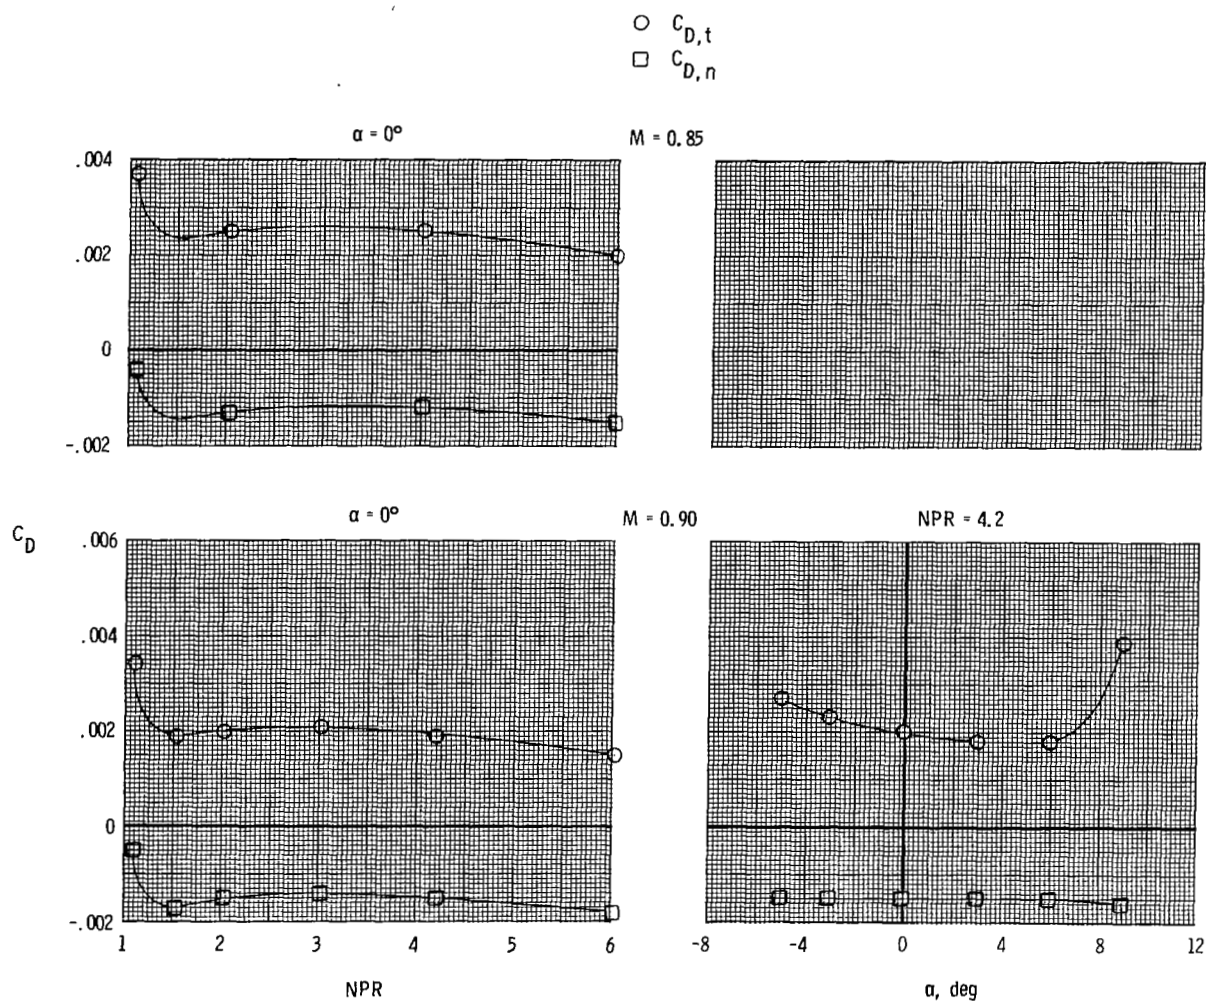 C_D,t
C_D,n
α = 0° M = 0.85
.004
.002
0
-.002
α = 0° M = 0.90 NPR = 4.2
C_D
.006
.004
.002
0
-.002
1 2 3 4 5 6
-8 -4 0 4 8 12
NPR
α, deg